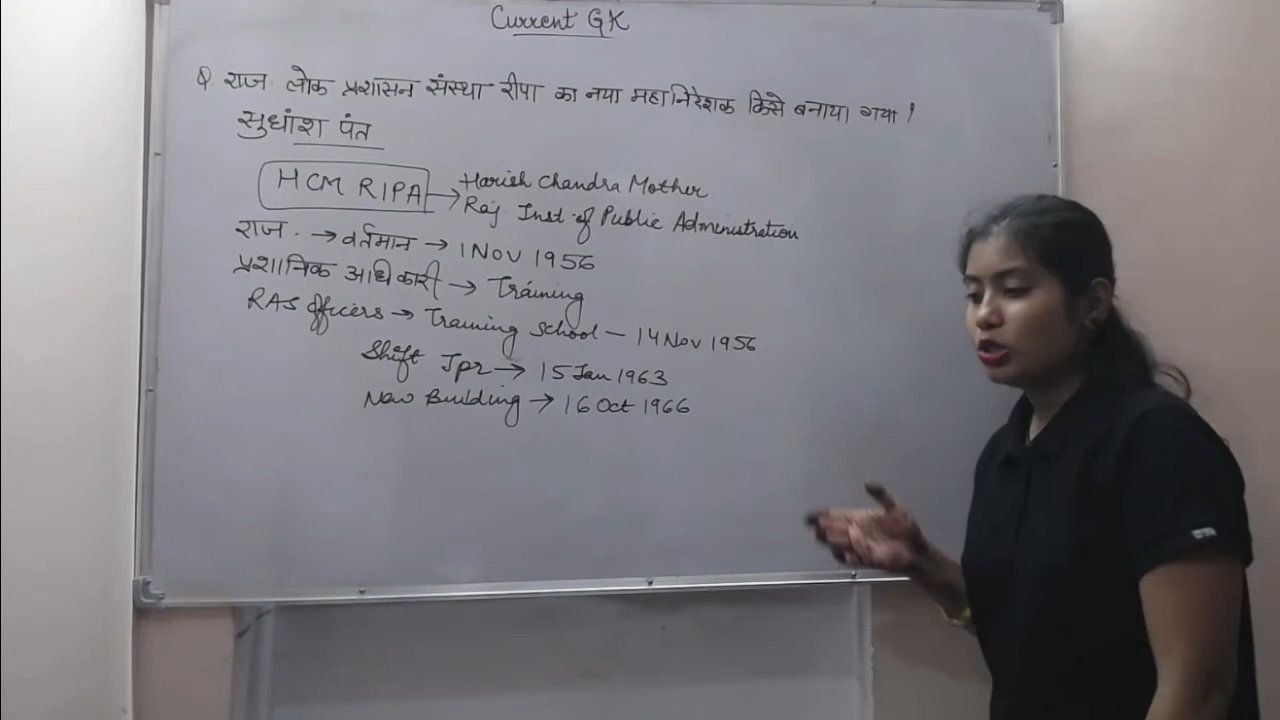 Current GK
Q. राज. लोक प्रशासन संस्था रीपा का नया महानिदेशक किसे बनाया गया ?
सुधांश पंत
HCM RIPA → Harish Chandra Mother
Raj. Inst of Public Administration
राज. → वर्तमान → 1 Nov 1956
प्रशानिक अधिकारी → Training
RAS officers → Training School – 14 Nov 1956
Shift Jpr → 15 Jan 1963
New Building → 16 Oct 1966